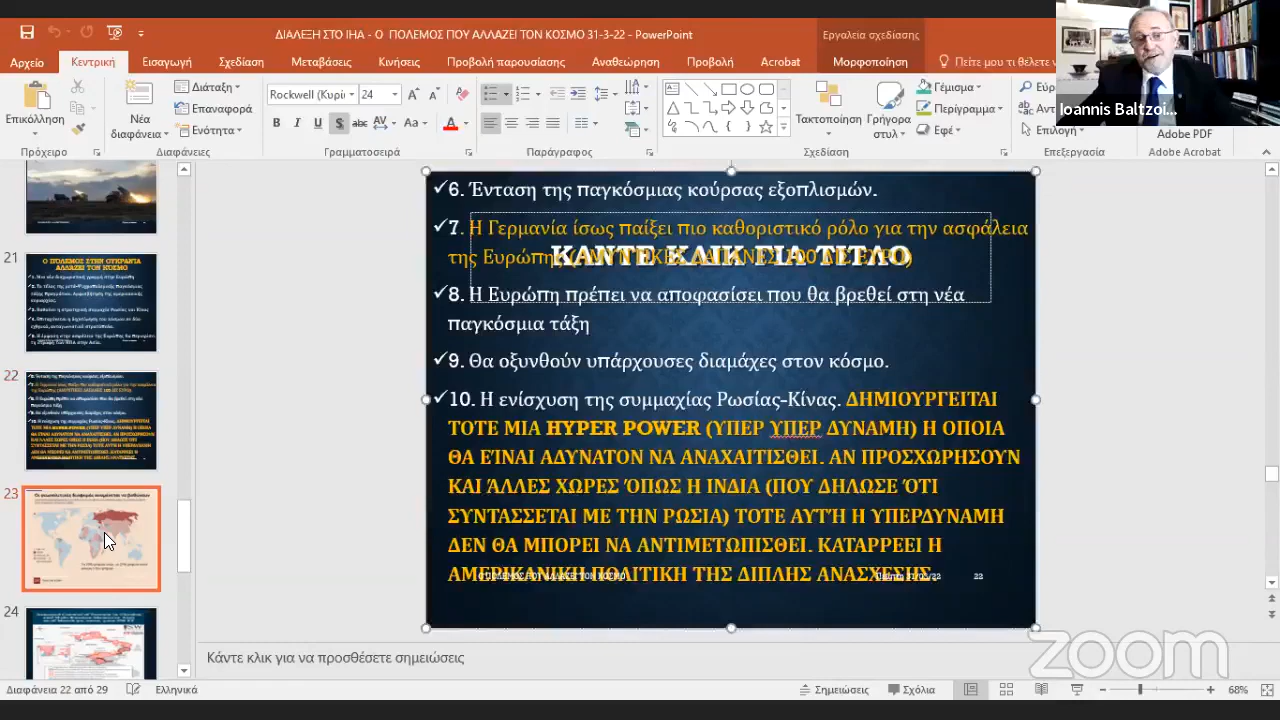 ΔΙΑΛΕΞΗ ΣΤΟ ΙΗΑ - Ο ΠΟΛΕΜΟΣ ΠΟΥ ΑΛΛΑΖΕΙ ΤΟΝ ΚΟΣΜΟ 31-3-22 - PowerPoint
Εργαλεία σχεδίασης
Αρχείο Κεντρική Εισαγωγή Σχεδίαση Μεταβάσεις Κινήσεις Προβολή παρουσίασης Αναθεώρηση Προβολή Acrobat Μορφοποίηση Πείτε μου τι θέλετε
Ioannis Baltzoi...
Επικόλληση
Νέα
διαφάνεια
Διάταξη
Επαναφορά
Ενότητα
Rockwell (Κυρι 24
Τακτοποίηση
Γρήγορα
στυλ
Γέμισμα
Περίγραμμα
Εφέ
Επιλογή
Adobe PDF
Πρόχειρο Διαφάνειες Γραμματοσειρά Παράγραφος Σχεδίαση Επεξεργασία Adobe Acrobat
21
22
23
24
6. Ένταση της παγκόσμιας κούρσας εξοπλισμών.
7. Η Γερμανία ίσως παίξει πιο καθοριστικό ρόλο για την ασφάλεια
της Ευρώπης
ΚΑΝΤΕ ΚΛΙΚ ΓΙΑ ΤΙΤΛΟ
8. Η Ευρώπη πρέπει να αποφασίσει που θα βρεθεί στη νέα
παγκόσμια τάξη
9. Θα οξυνθούν υπάρχουσες διαμάχες στον κόσμο.
10. Η ενίσχυση της συμμαχίας Ρωσίας-Κίνας. ΔΗΜΙΟΥΡΓΕΙΤΑΙ
ΤΟΤΕ ΜΙΑ HYPER POWER (ΥΠΕΡ ΥΠΕΡΔΥΝΑΜΗ) Η ΟΠΟΙΑ
ΘΑ ΕΙΝΑΙ ΑΔΥΝΑΤΟΝ ΝΑ ΑΝΑΧΑΙΤΙΣΘΕΙ. ΑΝ ΠΡΟΣΧΩΡΗΣΟΥΝ
ΚΑΙ ΆΛΛΕΣ ΧΩΡΕΣ ΌΠΩΣ Η ΙΝΔΙΑ (ΠΟΥ ΔΗΛΩΣΕ ΌΤΙ
ΣΥΝΤΑΣΣΕΤΑΙ ΜΕ ΤΗΝ ΡΩΣΙΑ) ΤΟΤΕ ΑΥΤΉ Η ΥΠΕΡΔΥΝΑΜΗ
ΔΕΝ ΘΑ ΜΠΟΡΕΙ ΝΑ ΑΝΤΙΜΕΤΩΠΙΣΘΕΙ. ΚΑΤΑΡΡΕΕΙ Η
ΑΜΕΡΙΚΑΝΙΚΗ ΠΟΛΙΤΙΚΗ ΤΗΣ ΔΙΠΛΗΣ ΑΝΑΣΧΕΣΗΣ
22
Κάντε κλικ για να προσθέσετε σημειώσεις
zoom
Διαφάνεια 22 από 29 Ελληνικά Σημειώσεις Σχόλια 68%